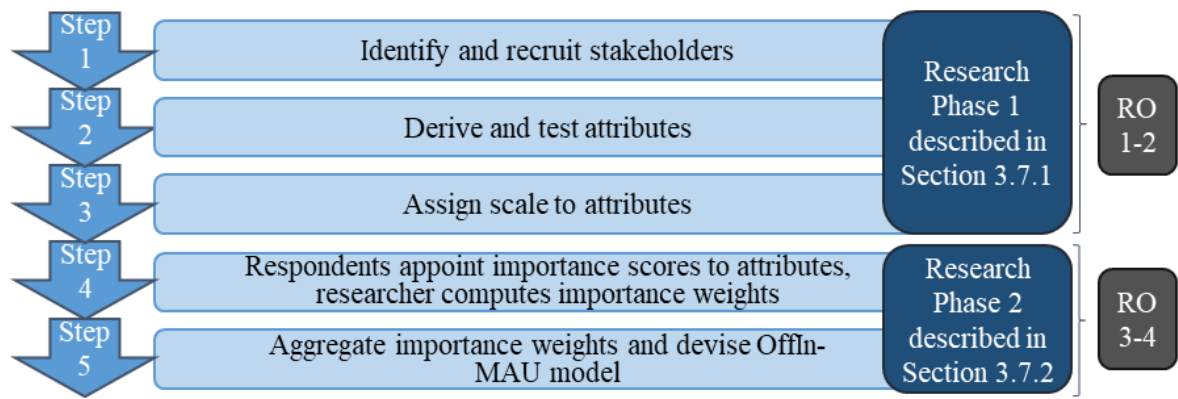 Step
1
Identify and recruit stakeholders
Step
2
Derive and test attributes
Step
3
Assign scale to attributes
Research
Phase 1
described in
Section 3.7.1
RO
1-2
Step
4
Respondents appoint importance scores to attributes,
researcher computes importance weights
Step
5
Aggregate importance weights and devise OffIn-
MAU model
Research
Phase 2
described in
Section 3.7.2
RO
3-4